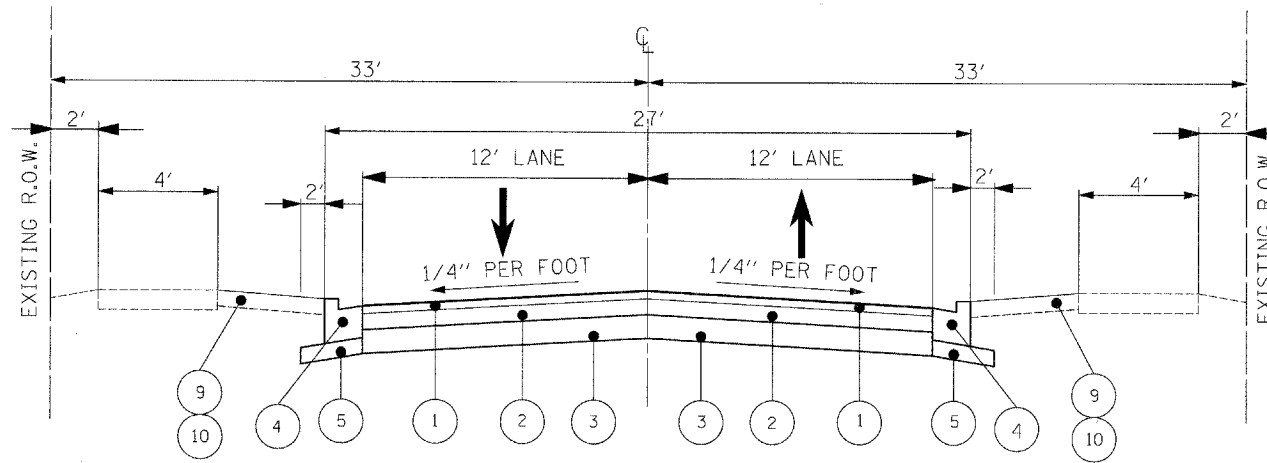 ℄
33' 33'
2' 27' 2'
12' LANE 12' LANE
4' 2' 2' 4'
EXISTING R.O.W.
EXISTING R.O.W.
1/4" PER FOOT 1/4" PER FOOT
9 4 5 1 2 3 3 2 1 5 4 9
10 10